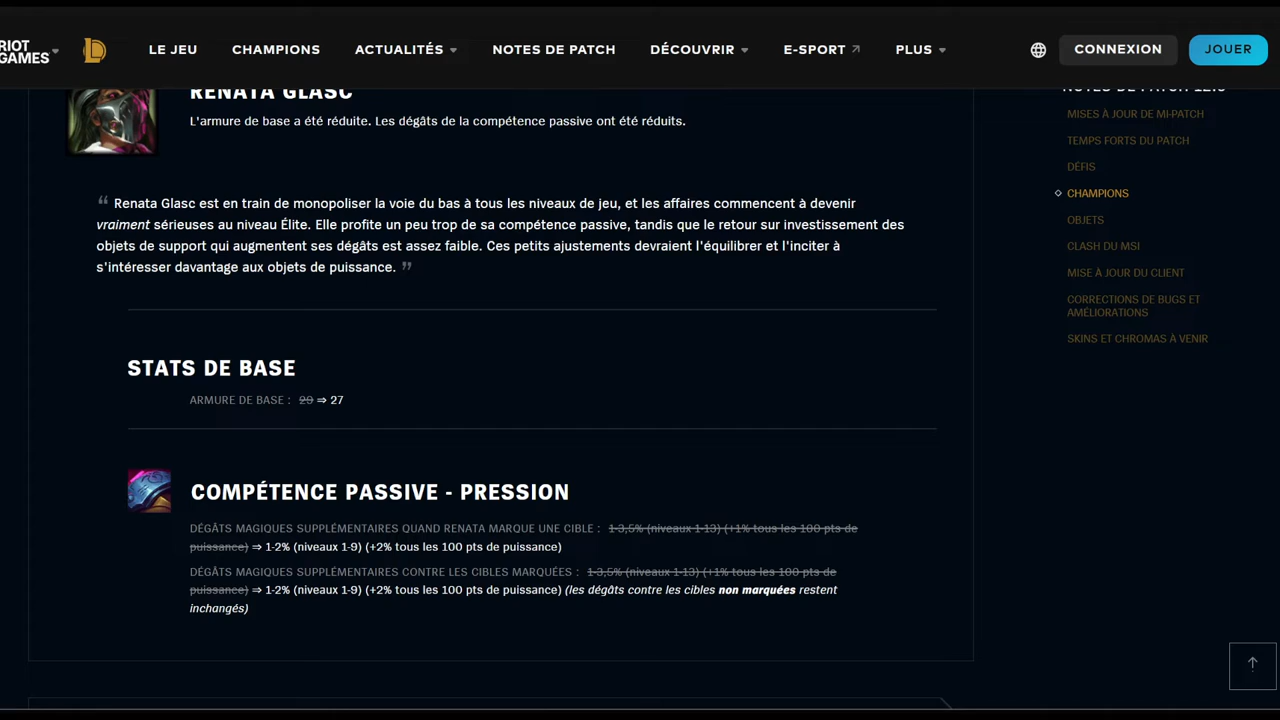 RIOT GAMES LE JEU CHAMPIONS ACTUALITÉS NOTES DE PATCH DÉCOUVRIR E-SPORT PLUS CONNEXION JOUER
RENATA GLASC
L'armure de base a été réduite. Les dégâts de la compétence passive ont été réduits.
“ Renata Glasc est en train de monopoliser la voie du bas à tous les niveaux de jeu, et les affaires commencent à devenir
vraiment sérieuses au niveau Élite. Elle profite un peu trop de sa compétence passive, tandis que le retour sur investissement des
objets de support qui augmentent ses dégâts est assez faible. Ces petits ajustements devraient l'équilibrer et l'inciter à
s'intéresser davantage aux objets de puissance. ”
STATS DE BASE
ARMURE DE BASE : 29 ⇒ 27
COMPÉTENCE PASSIVE - PRESSION
DÉGÂTS MAGIQUES SUPPLÉMENTAIRES QUAND RENATA MARQUE UNE CIBLE : 1-3,5% (niveaux 1-13) (+1% tous les 100 pts de
puissance) ⇒ 1-2% (niveaux 1-9) (+2% tous les 100 pts de puissance)
DÉGÂTS MAGIQUES SUPPLÉMENTAIRES CONTRE LES CIBLES MARQUÉES : 1-3,5% (niveaux 1-13) (+1% tous les 100 pts de
puissance) ⇒ 1-2% (niveaux 1-9) (+2% tous les 100 pts de puissance) (les dégâts contre les cibles non marquées restent
inchangés)
NOTES DE PATCH
MISES À JOUR DE MI-PATCH
TEMPS FORTS DU PATCH
DÉFIS
CHAMPIONS
OBJETS
CLASH DU MSI
MISE À JOUR DU CLIENT
CORRECTIONS DE BUGS ET
AMÉLIORATIONS
SKINS ET CHROMAS À VENIR